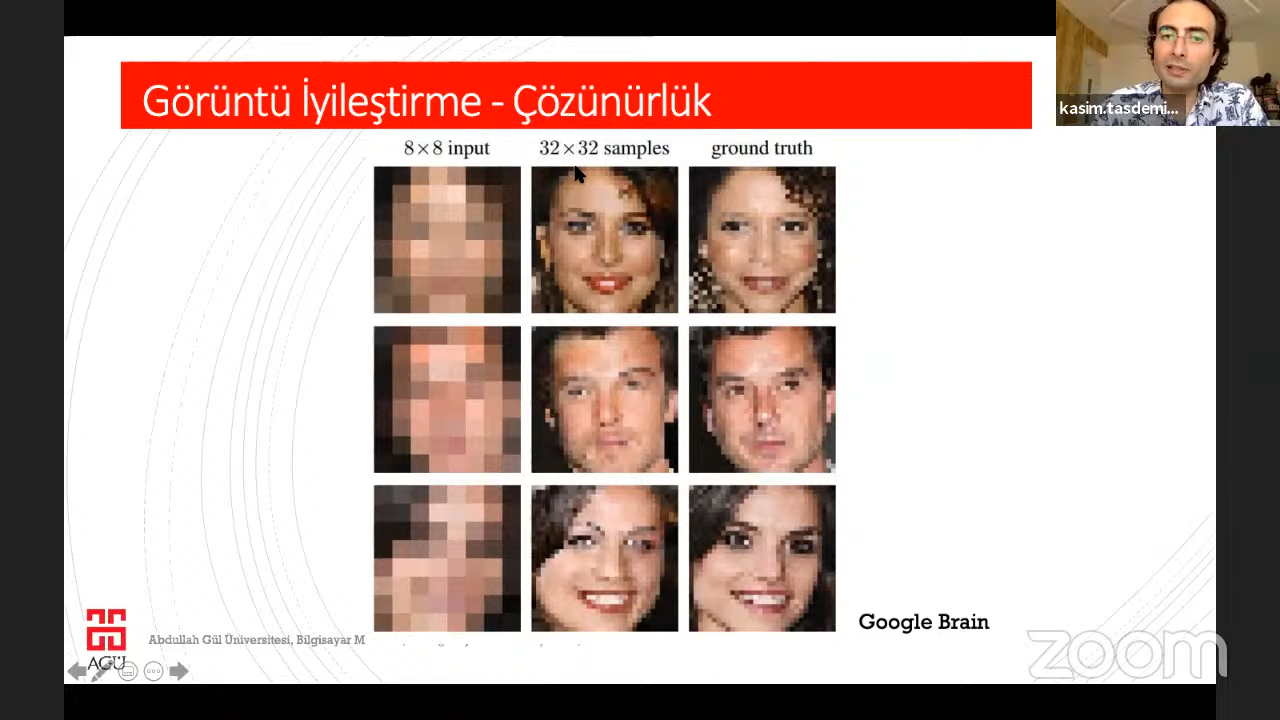 Görüntü İyileştirme - Çözünürlük
kasim.tasdemi...
8×8 input
32×32 samples
ground truth
Google Brain
Abdullah Gül Üniversitesi, Bilgisayar M
AGÜ
zoom